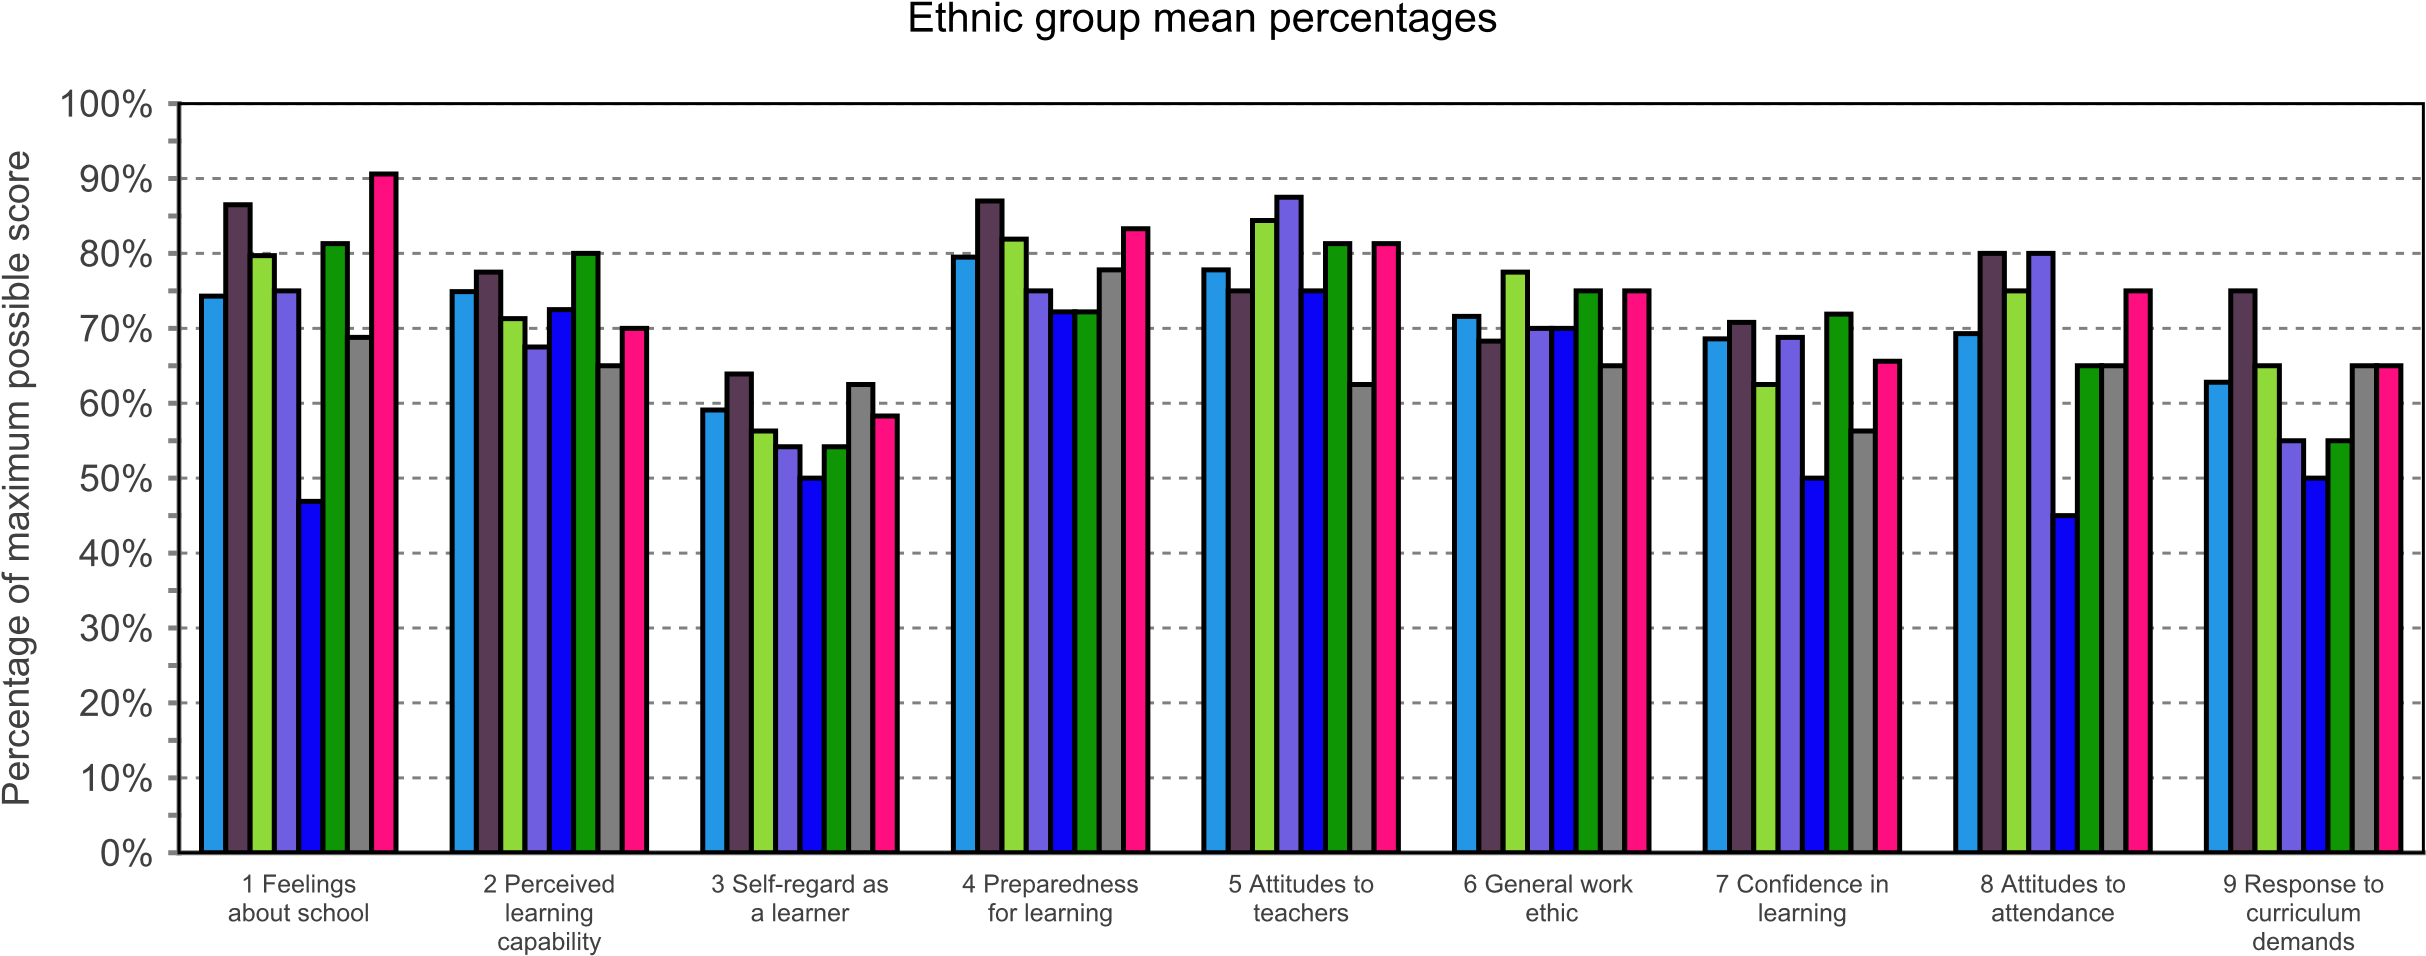 Ethnic group mean percentages
Percentage of maximum possible score
100%
90%
80%
70%
60%
50%
40%
30%
20%
10%
0%
1 Feelings
about school
2 Perceived
learning
capability
3 Self-regard as
a learner
4 Preparedness
for learning
5 Attitudes to
teachers
6 General work
ethic
7 Confidence in
learning
8 Attitudes to
attendance
9 Response to
curriculum
demands